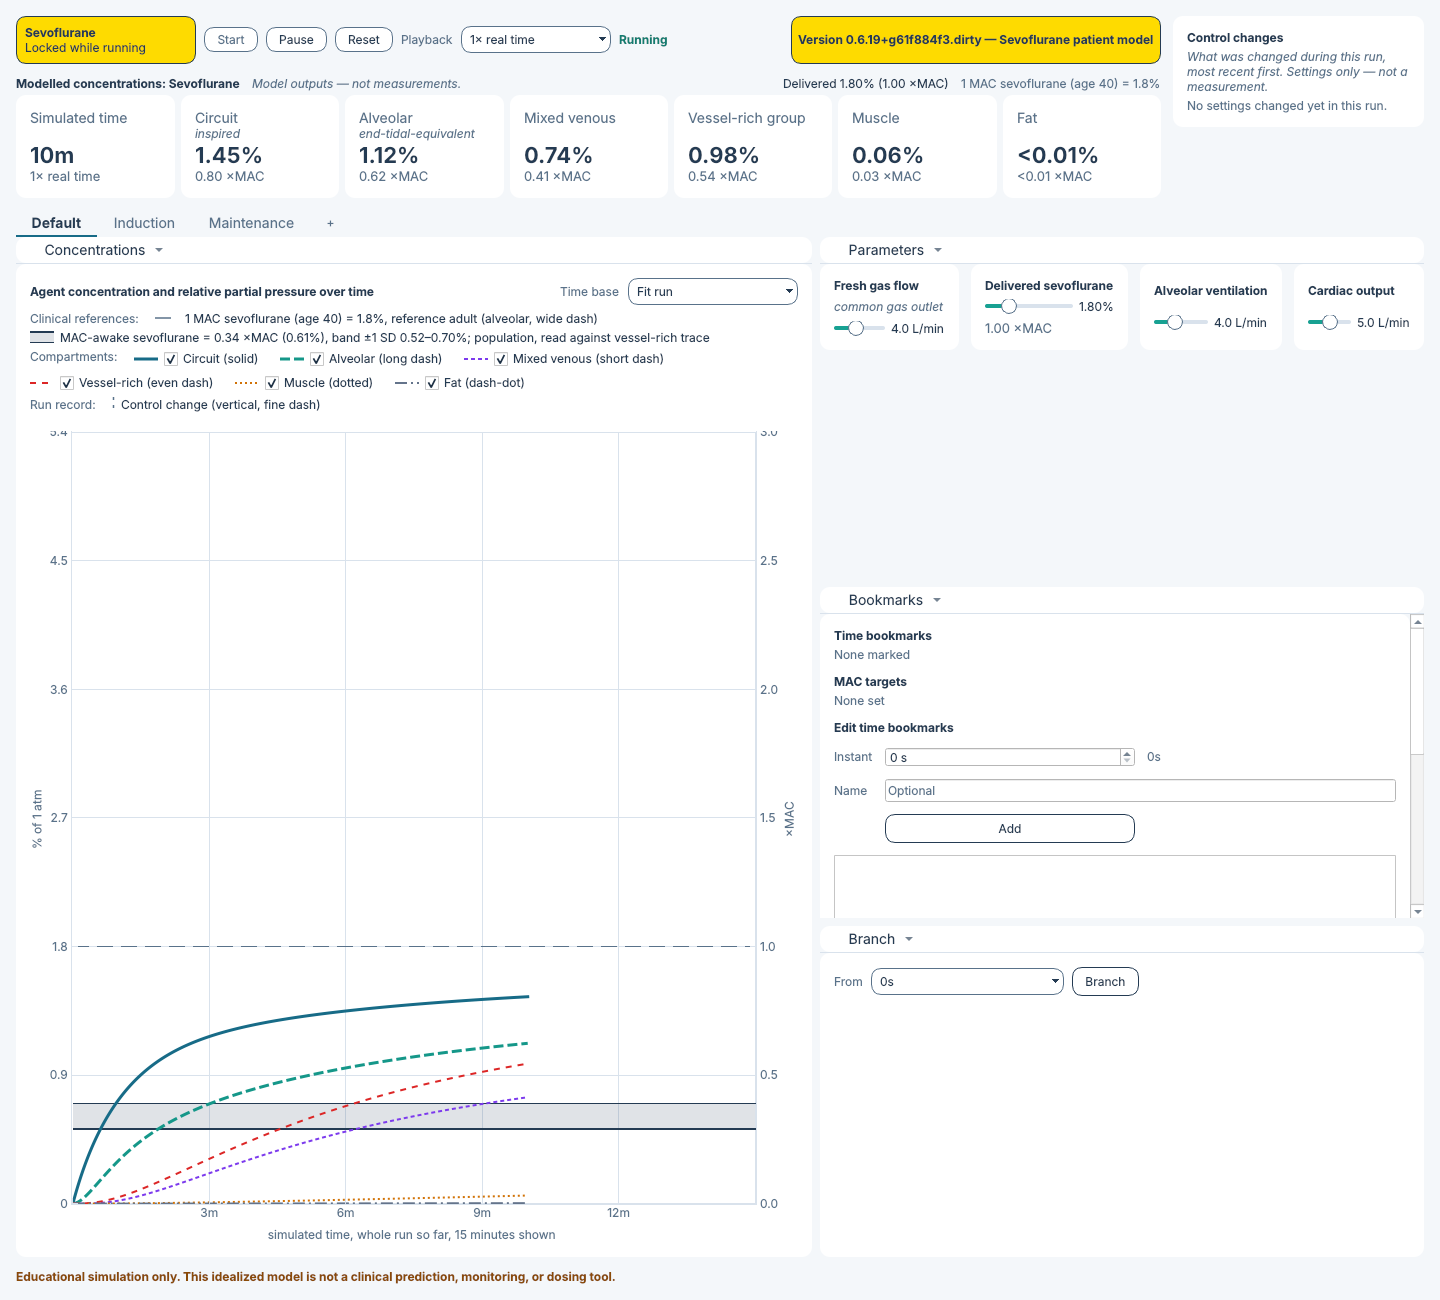 Sevoflurane
Locked while running
Start
Pause
Reset
Playback
1× real time
Running
Version 0.6.19+g61f884f3.dirty — Sevoflurane patient model
Control changes
What was changed during this run,
most recent first. Settings only — not a
measurement.
No settings changed yet in this run.
Modelled concentrations: Sevoflurane
Model outputs — not measurements.
Delivered 1.80% (1.00 ×MAC)
1 MAC sevoflurane (age 40) = 1.8%
Simulated time
10m
1× real time
Circuit
inspired
1.45%
0.80 ×MAC
Alveolar
end-tidal-equivalent
1.12%
0.62 ×MAC
Mixed venous
0.74%
0.41 ×MAC
Vessel-rich group
0.98%
0.54 ×MAC
Muscle
0.06%
0.03 ×MAC
Fat
<0.01%
<0.01 ×MAC
Default
Induction
Maintenance
+
Concentrations
Agent concentration and relative partial pressure over time
Time base
Fit run
Clinical references:
1 MAC sevoflurane (age 40) = 1.8%, reference adult (alveolar, wide dash)
MAC-awake sevoflurane = 0.34 ×MAC (0.61%), band ±1 SD 0.52–0.70%; population, read against vessel-rich trace
Compartments:
Circuit (solid)
Alveolar (long dash)
Mixed venous (short dash)
Vessel-rich (even dash)
Muscle (dotted)
Fat (dash-dot)
Run record:
Control change (vertical, fine dash)
5.4
4.5
3.6
2.7
1.8
0.9
0
% of 1 atm
3.0
2.5
2.0
1.5
1.0
0.5
0.0
×MAC
3m
6m
9m
12m
simulated time, whole run so far, 15 minutes shown
Parameters
Fresh gas flow
common gas outlet
4.0 L/min
Delivered sevoflurane
1.80%
1.00 ×MAC
Alveolar ventilation
4.0 L/min
Cardiac output
5.0 L/min
Bookmarks
Time bookmarks
None marked
MAC targets
None set
Edit time bookmarks
Instant
0 s
0s
Name
Optional
Add
Branch
From
0s
Branch
Educational simulation only. This idealized model is not a clinical prediction, monitoring, or dosing tool.